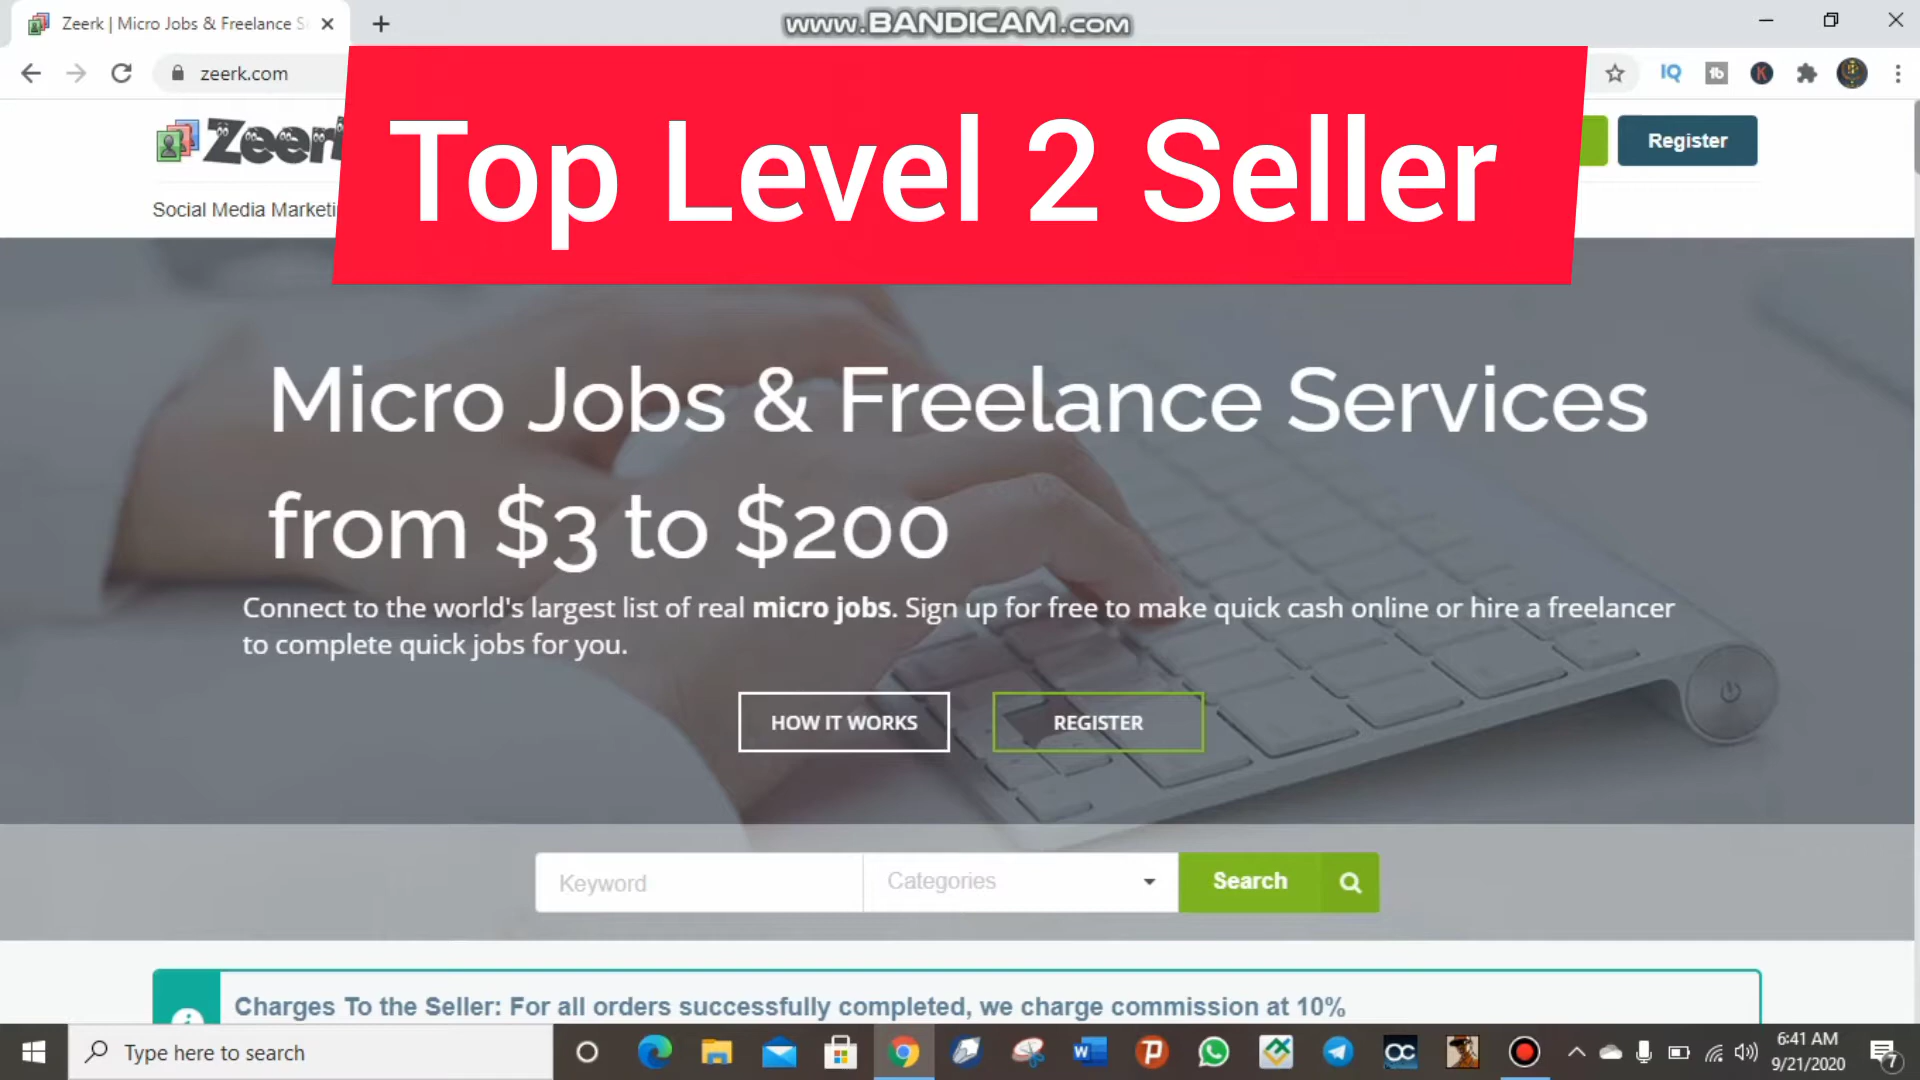 Zeerk | Micro Jobs & Freelance S
www.BANDICAM.com
zeerk.com
IQ
tb
K
Zeerk
Top Level 2 Seller
Register
Social Media Marketi
Micro Jobs & Freelance Services
from $3 to $200
Connect to the world's largest list of real micro jobs. Sign up for free to make quick cash online or hire a freelancer
to complete quick jobs for you.
HOW IT WORKS
REGISTER
Keyword
Categories
Search
Charges To the Seller: For all orders successfully completed, we charge commission at 10%
Type here to search
6:41 AM
9/21/2020
7